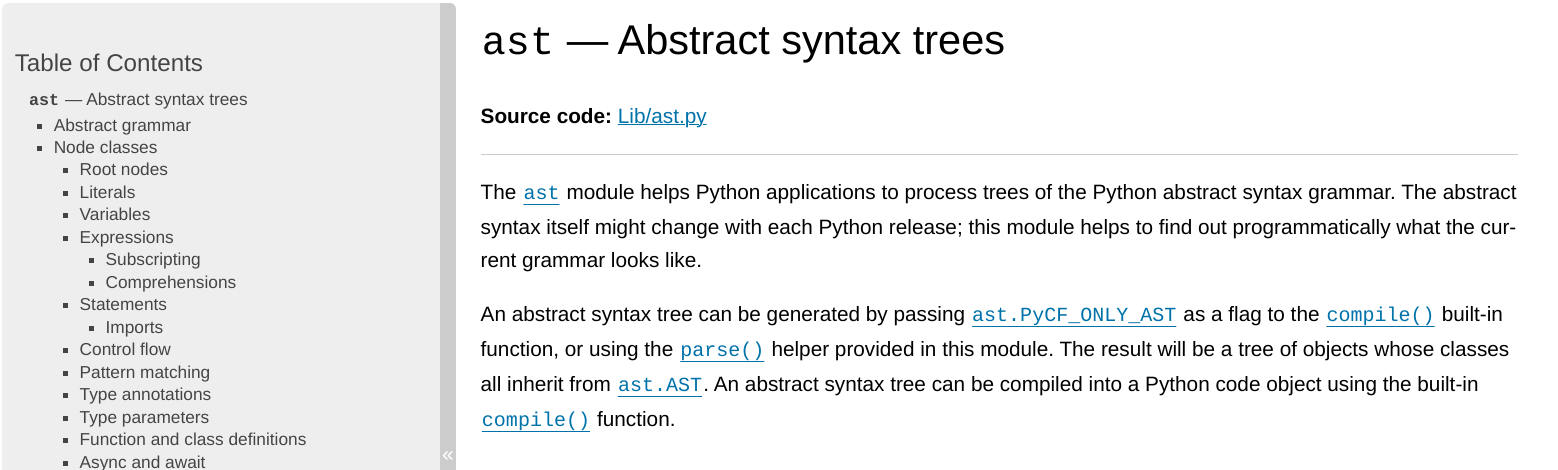 Table of Contents
ast — Abstract syntax trees
Abstract grammar
Node classes
Root nodes
Literals
Variables
Expressions
Subscripting
Comprehensions
Statements
Imports
Control flow
Pattern matching
Type annotations
Type parameters
Function and class definitions
Async and await
«
ast — Abstract syntax trees
Source code: Lib/ast.py
The ast module helps Python applications to process trees of the Python abstract syntax grammar. The abstract
syntax itself might change with each Python release; this module helps to find out programmatically what the cur-
rent grammar looks like.
An abstract syntax tree can be generated by passing ast.PyCF_ONLY_AST as a flag to the compile() built-in
function, or using the parse() helper provided in this module. The result will be a tree of objects whose classes
all inherit from ast.AST. An abstract syntax tree can be compiled into a Python code object using the built-in
compile() function.